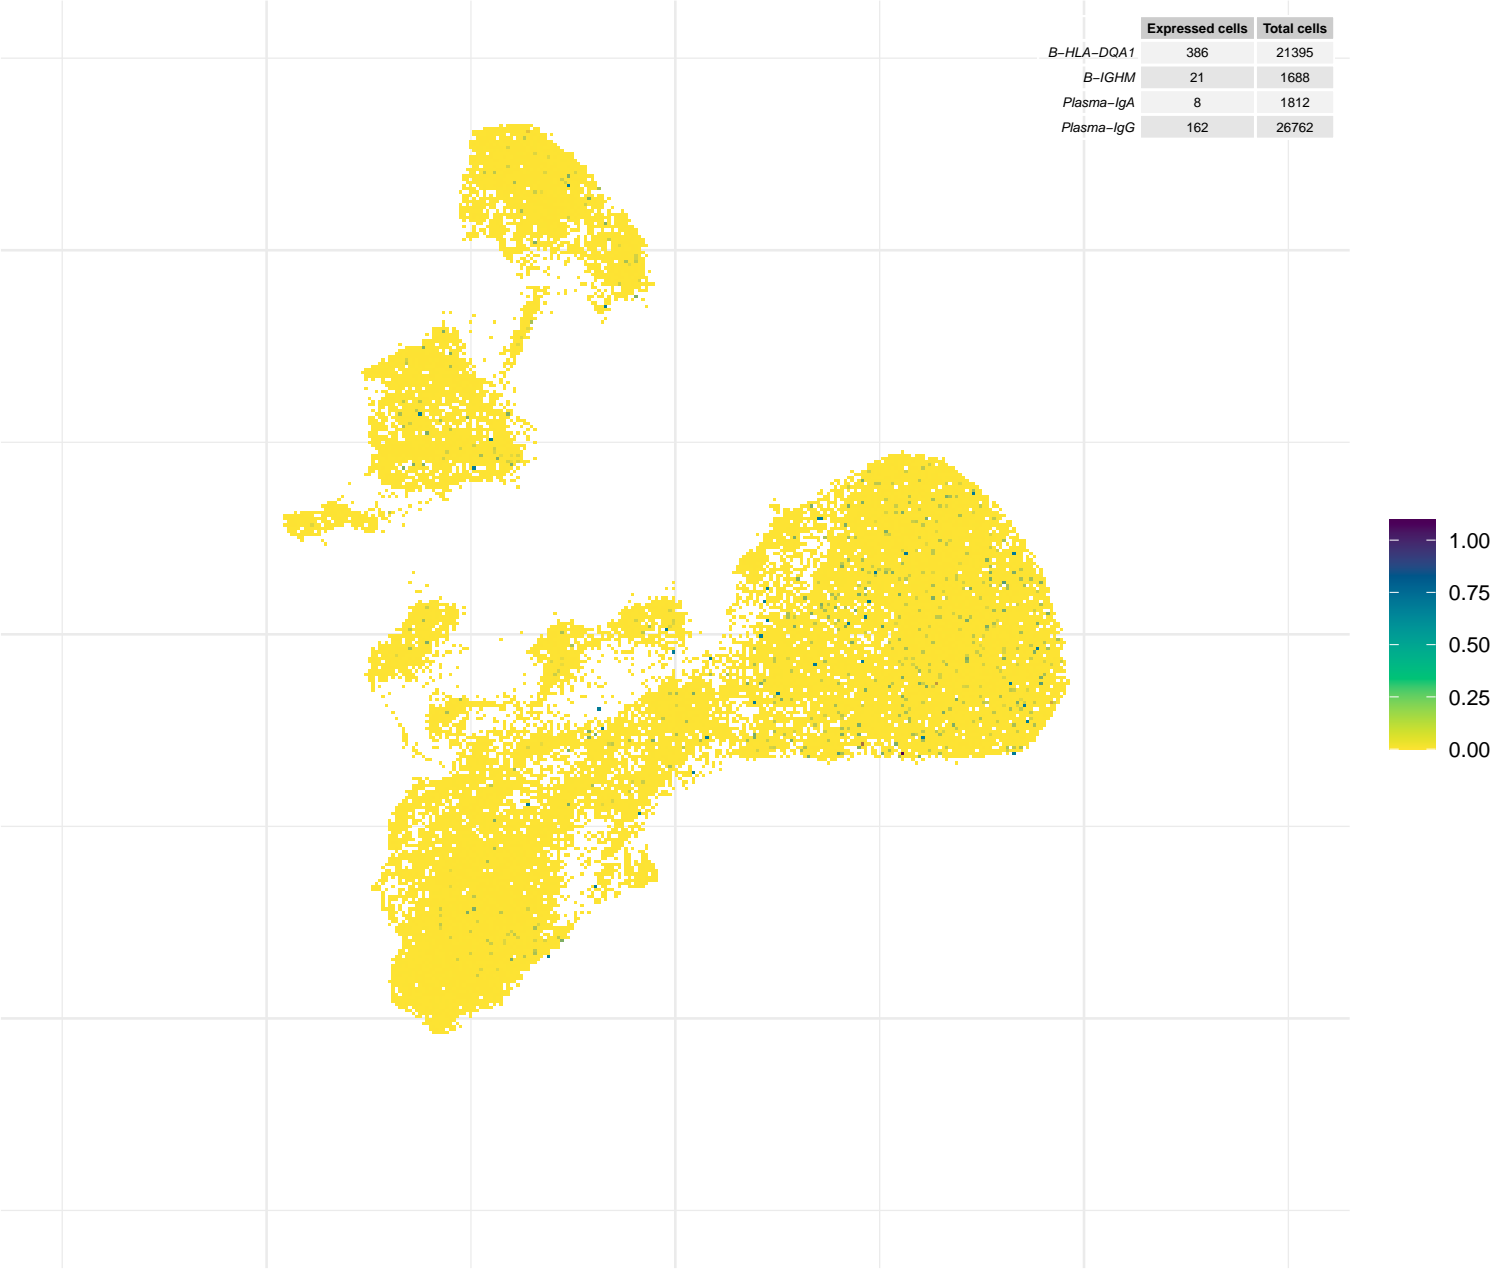 Expressed cells Total cells
B−HLA−DQA1 386 21395
B−IGHM 21 1688
Plasma−IgA 8 1812
Plasma−IgG 162 26762
1.00
0.75
0.50
0.25
0.00